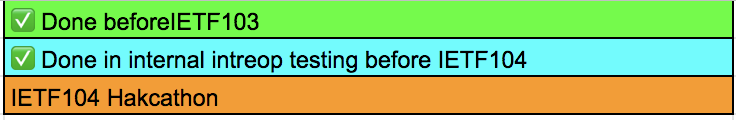 ✅ Done beforeIETF103
✅ Done in internal intreop testing before IETF104
IETF104 Hakcathon